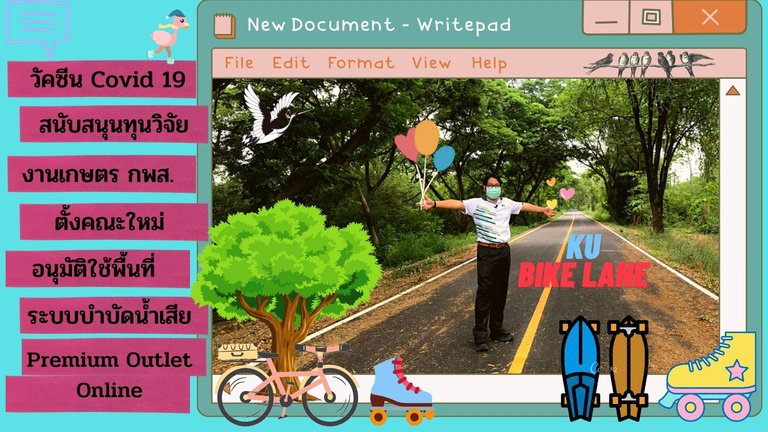 New Document - Writepad
File Edit Format View Help
วัคซีน Covid 19
สนับสนุนทุนวิจัย
งานเกษตร กพส.
ตั้งคณะใหม่
อนุมัติใช้พื้นที่
ระบบบำบัดน้ำเสีย
Premium Outlet
Online
KU
BIKE LANE